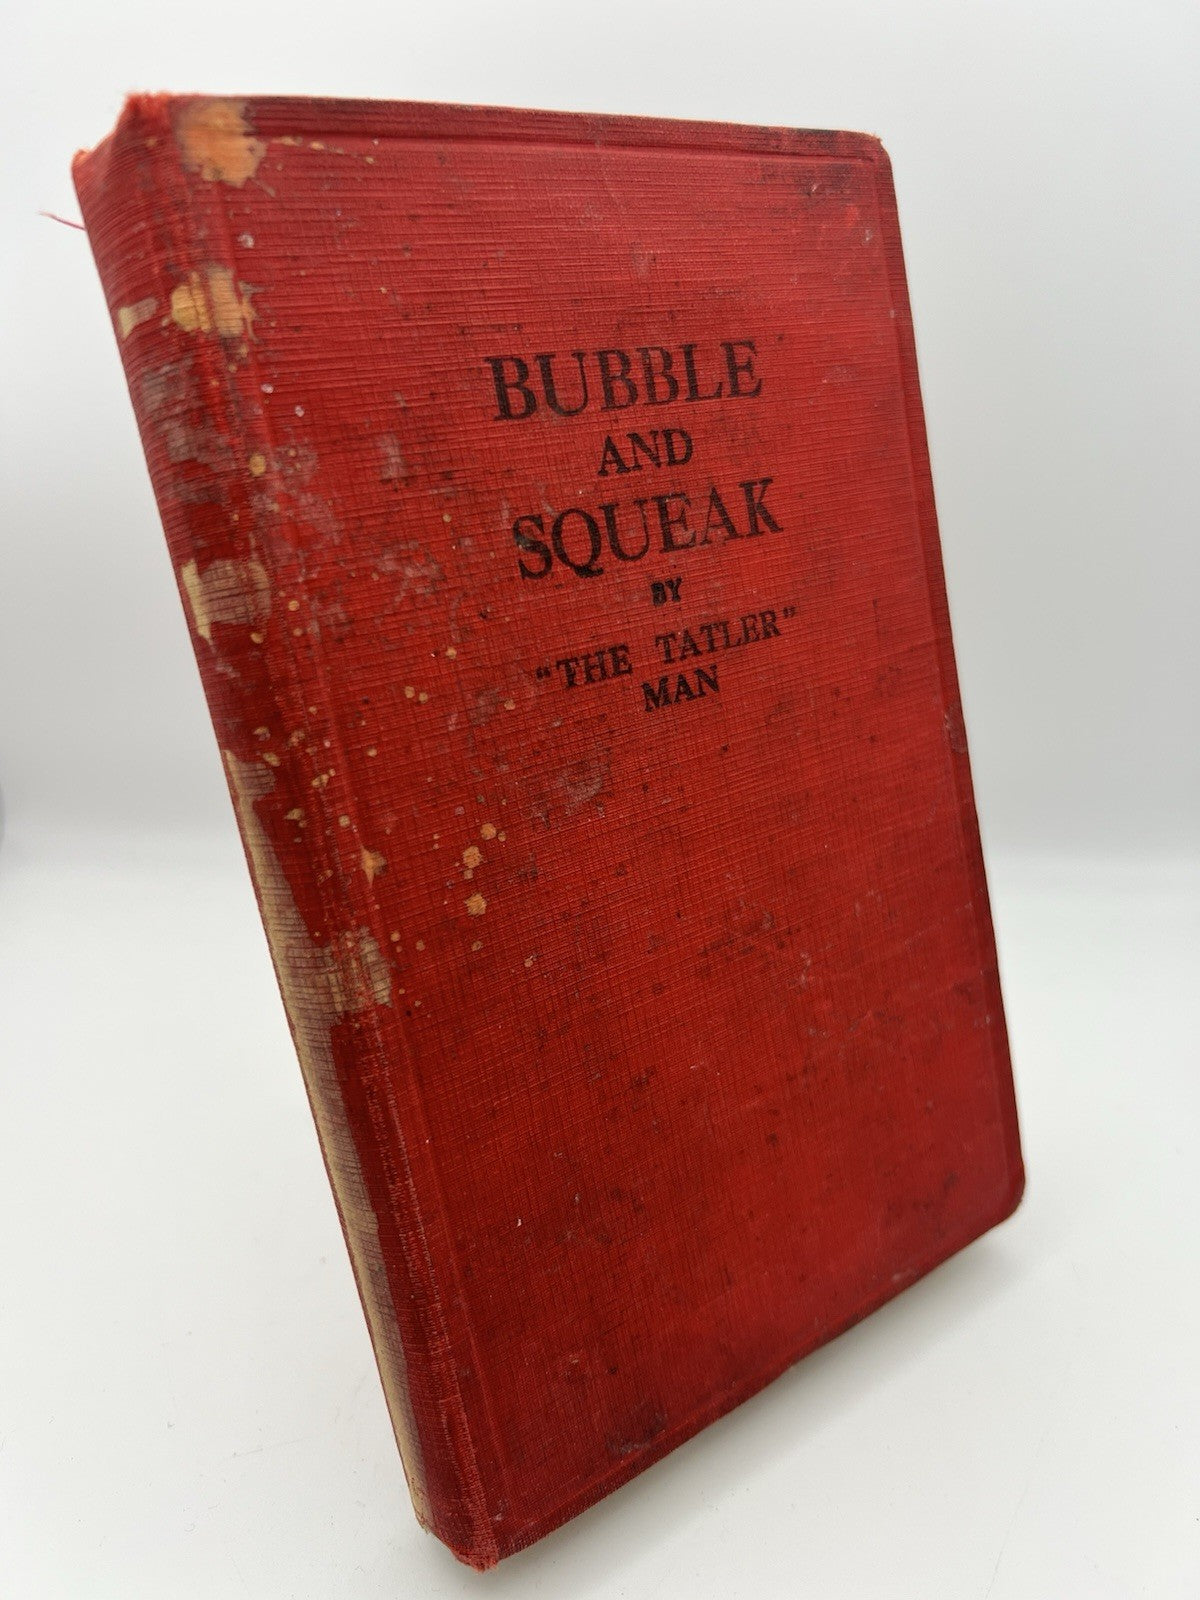 BUBBLE
AND
SQUEAK
BY
“THE TATLER”
MAN